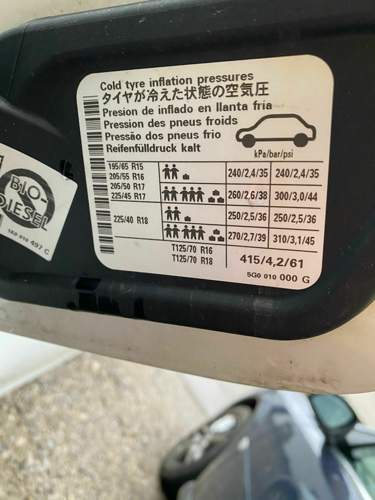 Cold tyre inflation pressures
タイヤが冷えた状態の空気圧
Presion de inflado en llanta fria
Pression des pneus froids
Pressão dos pneus frio
Reifenfülldruck kalt
kPa/bar/psi
195/65 R15
205/55 R16
205/50 R17
225/45 R17
240/2,4/35 240/2,4/35
260/2,6/38 300/3,0/44
225/40 R18
250/2,5/36 250/2,5/36
270/2,7/39 310/3,1/45
T125/70 R16
T125/70 R18
415/4,2/61
5G0 010 000 G
BIO-
DIESEL
497 C